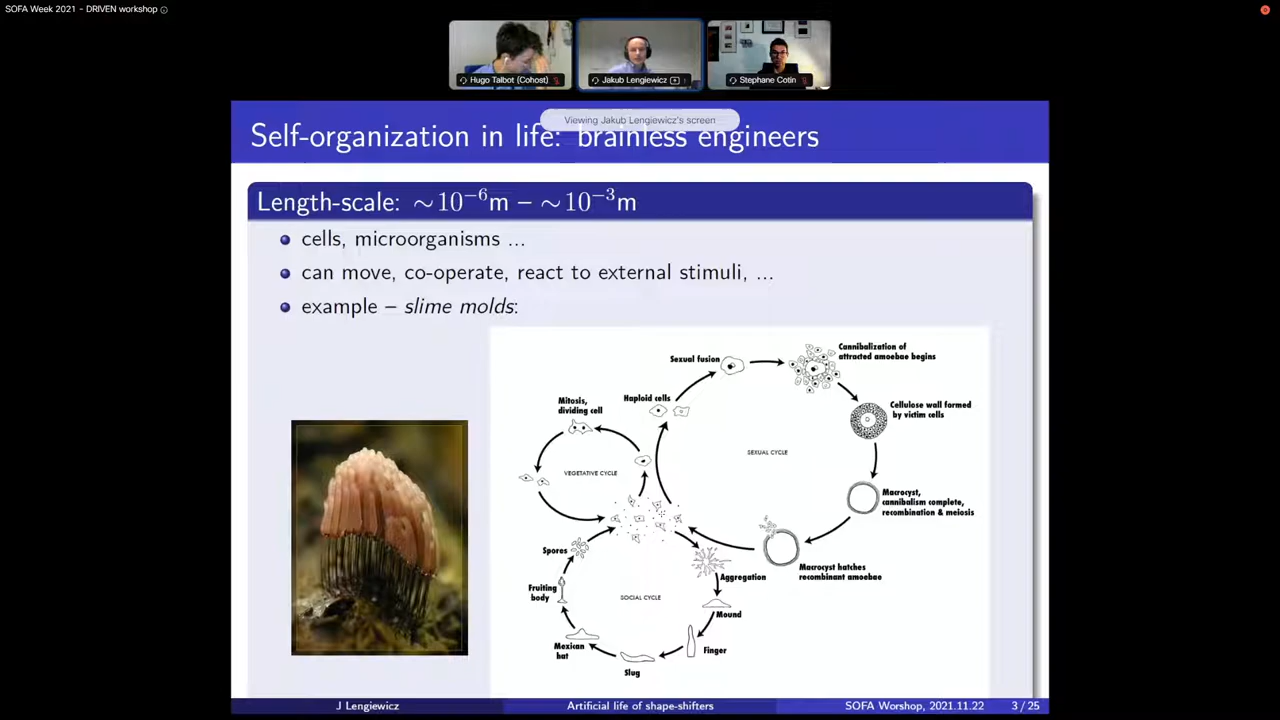 SOFA Week 2021 - DRIVEN workshop
Hugo Talbot (Cohost)
Jakub Lengiewicz
Stephane Cotin
Viewing Jakub Lengiewicz's screen
Self-organization in life: brainless engineers
Length-scale: ~10⁻⁶m – ~10⁻³m
cells, microorganisms ...
can move, co-operate, react to external stimuli, ...
example – slime molds:
Sexual fusion
Cannibalization of
attracted amoebae begins
Haploid cells
Mitosis,
dividing cell
Cellulose wall formed
by victim cells
SEXUAL CYCLE
VEGETATIVE CYCLE
Macrocyst,
cannibalism complete,
recombination & meiosis
Spores
Macrocyst hatches
recombinant amoebae
Aggregation
Fruiting
body
SOCIAL CYCLE
Mound
Mexican
hat
Finger
Slug
J Lengiewicz
Artificial life of shape-shifters
SOFA Worshop, 2021.11.22
3 / 25